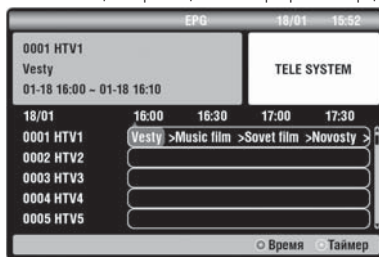 EPG 18/01 15:52
0001 HTV1
Vesty
01-18 16:00 ~ 01-18 16:10
TELE SYSTEM
18/01 16:00 16:30 17:00 17:30
0001 HTV1 Vesty >Music film >Sovet film >Novosty >
0002 HTV2
0003 HTV3
0004 HTV4
0005 HTV5
Время Таймер